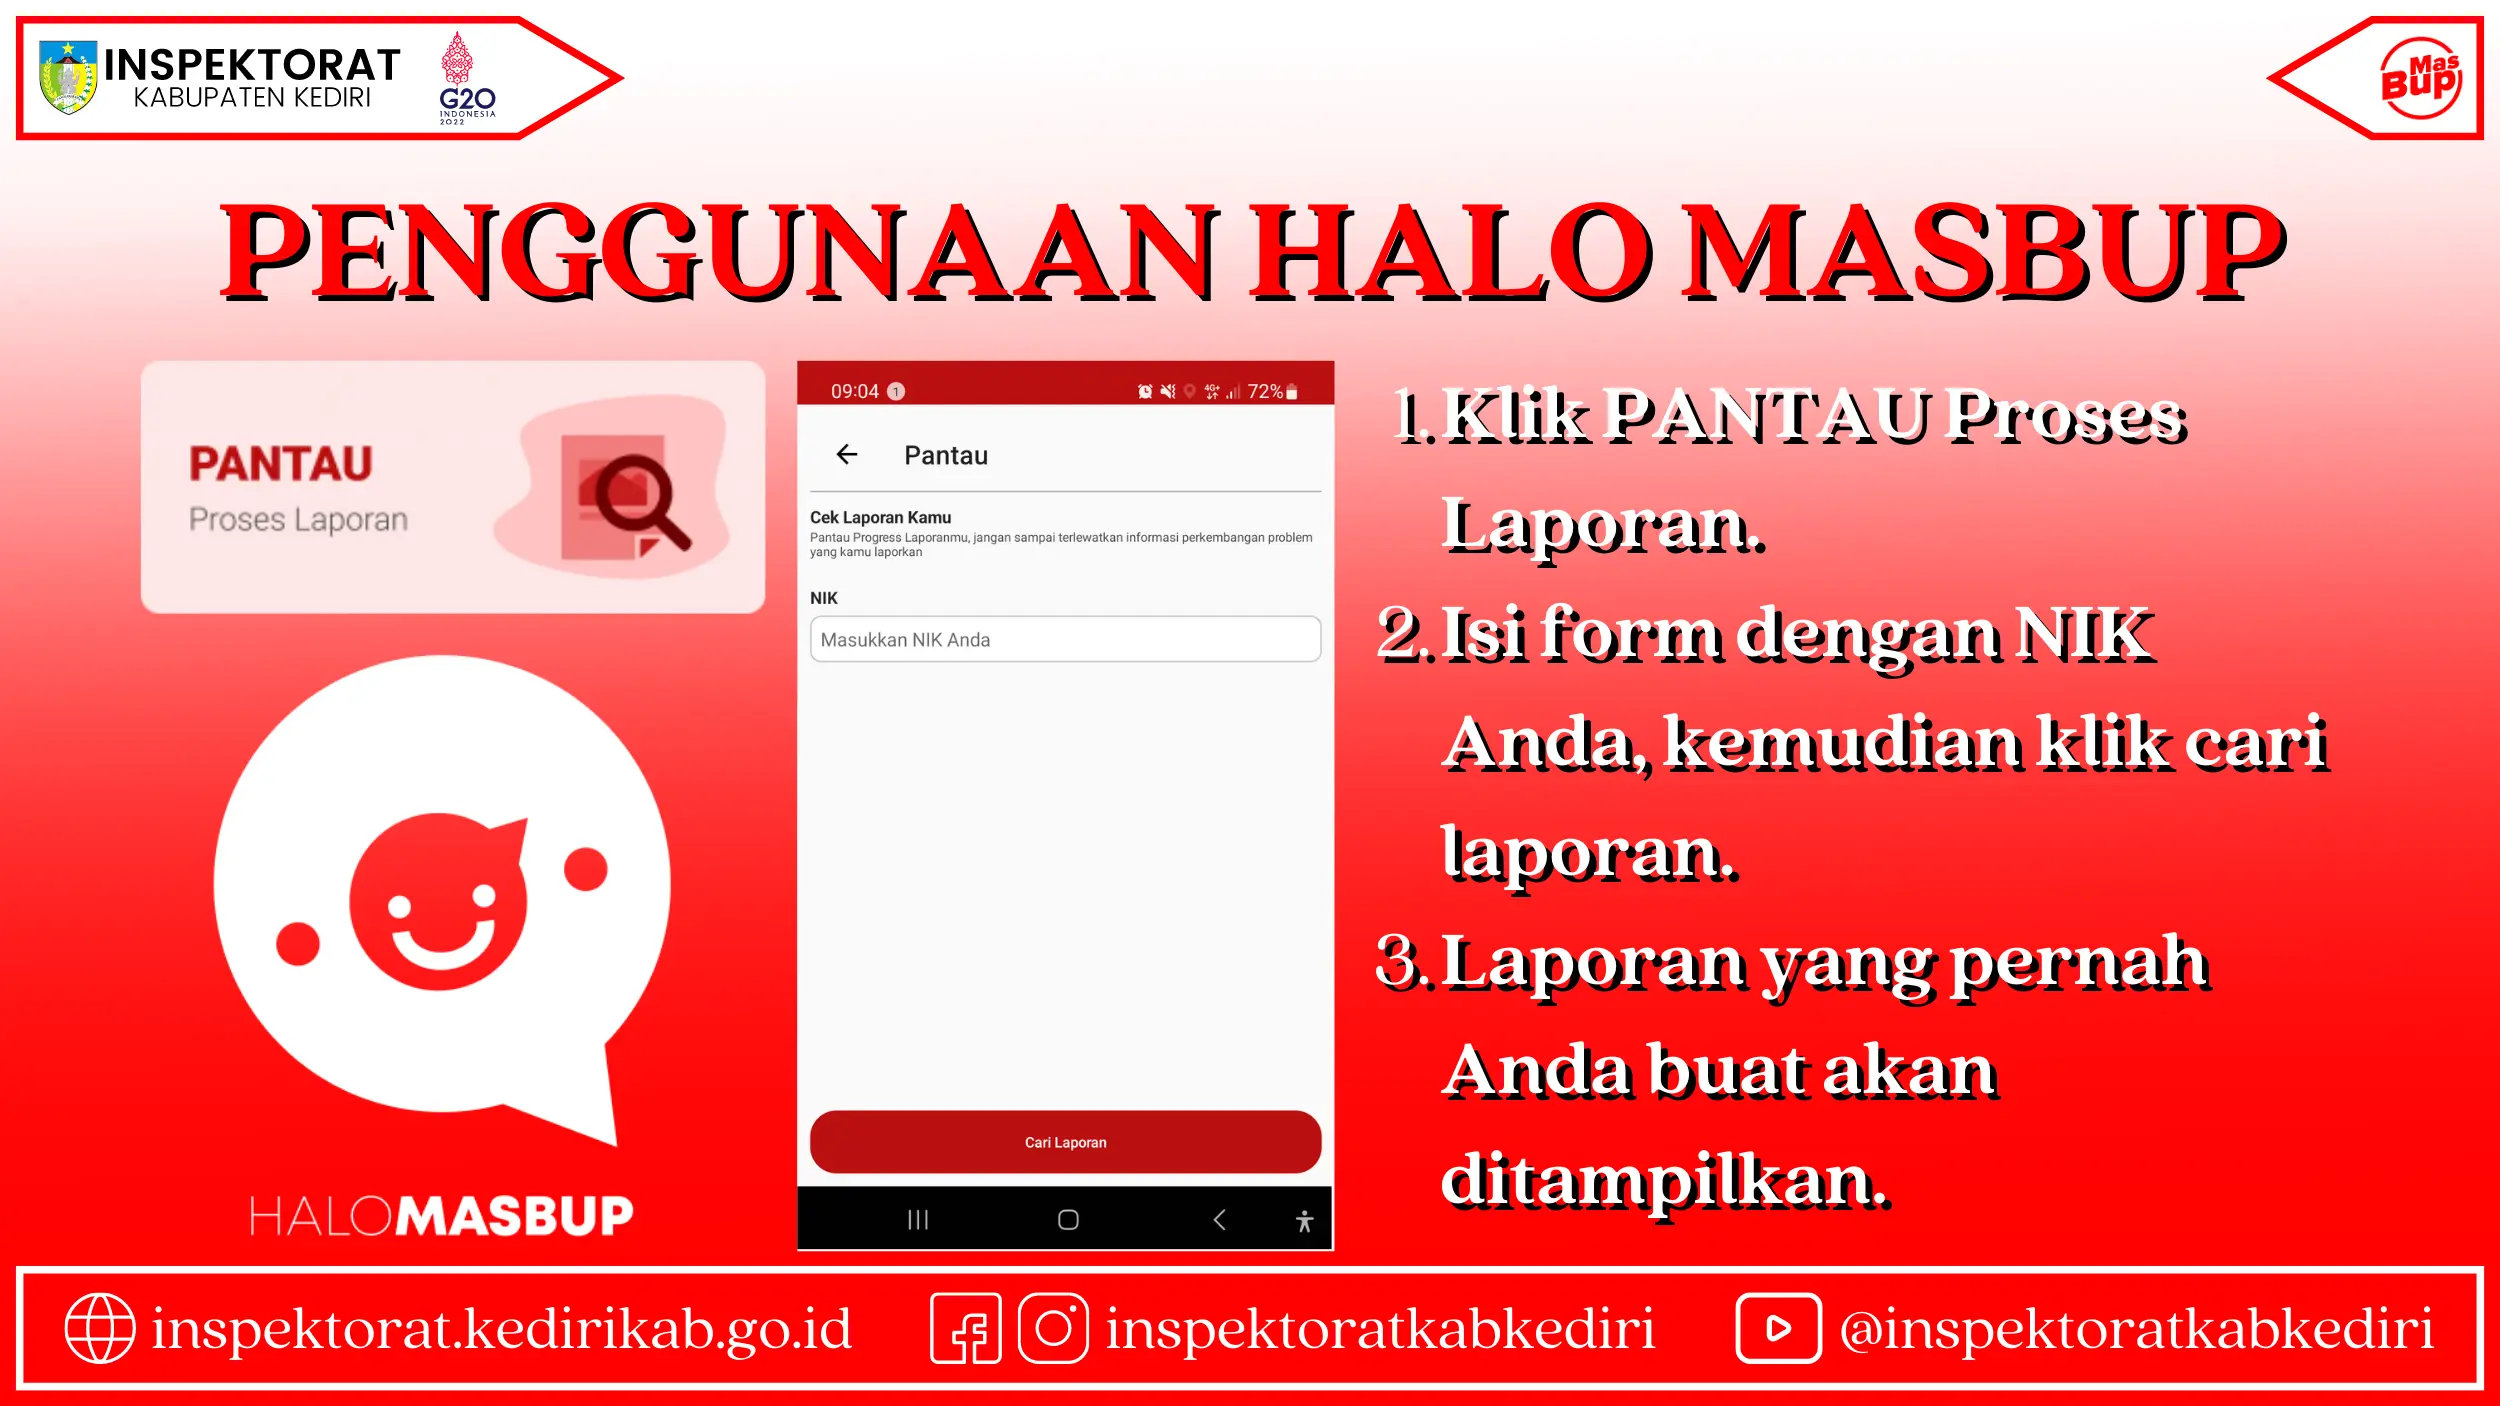 INSPEKTORAT
KABUPATEN KEDIRI
G20
INDONESIA
2022
Mas
Bup
PENGGUNAAN HALO MASBUP
PANTAU
Proses Laporan
HALOMASBUP
09:04 1 4G+ 72%
Pantau
Cek Laporan Kamu
Pantau Progress Laporanmu, jangan sampai terlewatkan informasi perkembangan problem
yang kamu laporkan
NIK
Masukkan NIK Anda
Cari Laporan
1. Klik PANTAU Proses
Laporan.
2. Isi form dengan NIK
Anda, kemudian klik cari
laporan.
3. Laporan yang pernah
Anda buat akan
ditampilkan.
inspektorat.kedirikab.go.id
inspektoratkabkediri
@inspektoratkabkediri